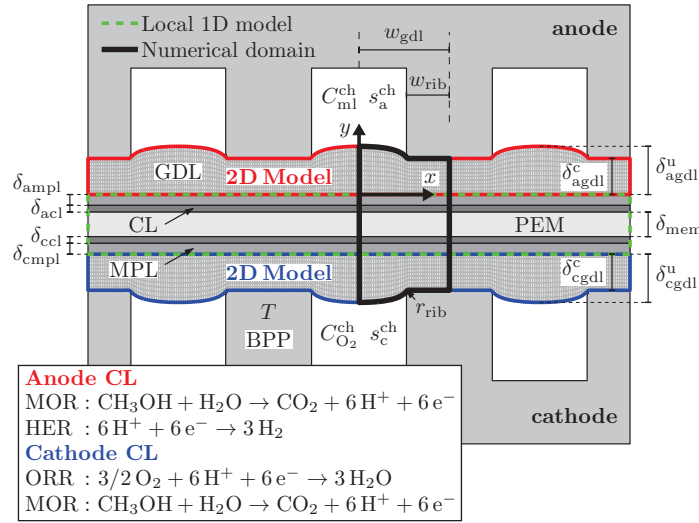 Local 1D model
Numerical domain
anode
w_gdl
w_rib
C_ml^ch s_a^ch
y
GDL
2D Model
x
δ_agdl^c
δ_agdl^u
δ_ampl
δ_acl
CL
PEM
δ_mem
δ_ccl
δ_cmpl
MPL
2D Model
δ_cgdl^c
δ_cgdl^u
T
BPP
C_O₂^ch s_c^ch
r_rib
cathode
Anode CL
MOR : CH₃OH + H₂O → CO₂ + 6 H⁺ + 6 e⁻
HER : 6 H⁺ + 6 e⁻ → 3 H₂
Cathode CL
ORR : 3/2 O₂ + 6 H⁺ + 6 e⁻ → 3 H₂O
MOR : CH₃OH + H₂O → CO₂ + 6 H⁺ + 6 e⁻